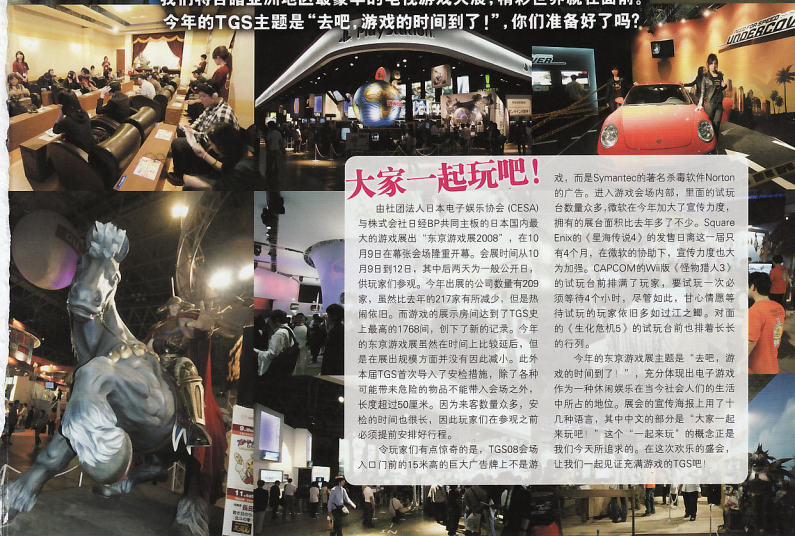 我们将目睹亚洲地区最豪华的电视游戏大展，精彩世界就在面前。
今年的TGS主题是“去吧，游戏的时间到了！”，你们准备好了吗？
PlayStation
NEED FOR SPEED
UNDERCOVER
大家一起玩吧！
由社团法人日本电子娱乐协会 (CESA)
与株式会社日经BP共同主板的日本国内最
大的游戏展出“东京游戏展2008”，在10
月9日在幕张会场隆重开幕。会展时间从10
月9日到12日，其中后两天为一般公开日，
供玩家们参观。今年出展的公司数量有209
家，虽然比去年的217家有所减少，但是热
闹依旧。而游戏的展示房间达到了TGS史
上最高的1768间，创下了新的记录。今年
的东京游戏展虽然在时间上比较延后，但
是在展出规模方面并没有因此减小。此外
本届TGS首次导入了安检措施，除了各种
可能带来危险的物品不能带入会场之外，
长度超过50厘米。因为来客数量众多，安
检的时间也很长，因此玩家们在参观之前
必须提前安排好行程。
令玩家们有点惊奇的是，TGS08会场
入口门前的15米高的巨大广告牌上不是游
戏，而是Symantec的著名杀毒软件Norton
的广告。进入游戏会场内部，里面的试玩
台数量众多，微软在今年加大了宣传力度，
拥有的展台面积比去年多了不少。Square
Enix的《星海传说4》的发售日离这一届只
有4个月，在微软的协助下，宣传力度也大
为加强。CAPCOM的Wii版《怪物猎人3》
的试玩台前排满了玩家，要试玩一次必
须等待4个小时，尽管如此，甘心情愿等
待试玩的玩家依旧多如过江之鲫。对面
的《生化危机5》的试玩台前也排着长长
的行列。
今年的东京游戏展主题是“去吧，游
戏的时间到了！”，充分体现出电子游戏
作为一种休闲娱乐在当今社会人们的生活
中所占的地位。展会的宣传海报上用了十
几种语言，其中中文的部分是“大家一起
来玩吧！”这个“一起来玩”的概念正是
我们今天所追求的。在这次欢乐的盛会，
让我们一起见证充满游戏的TGS吧！